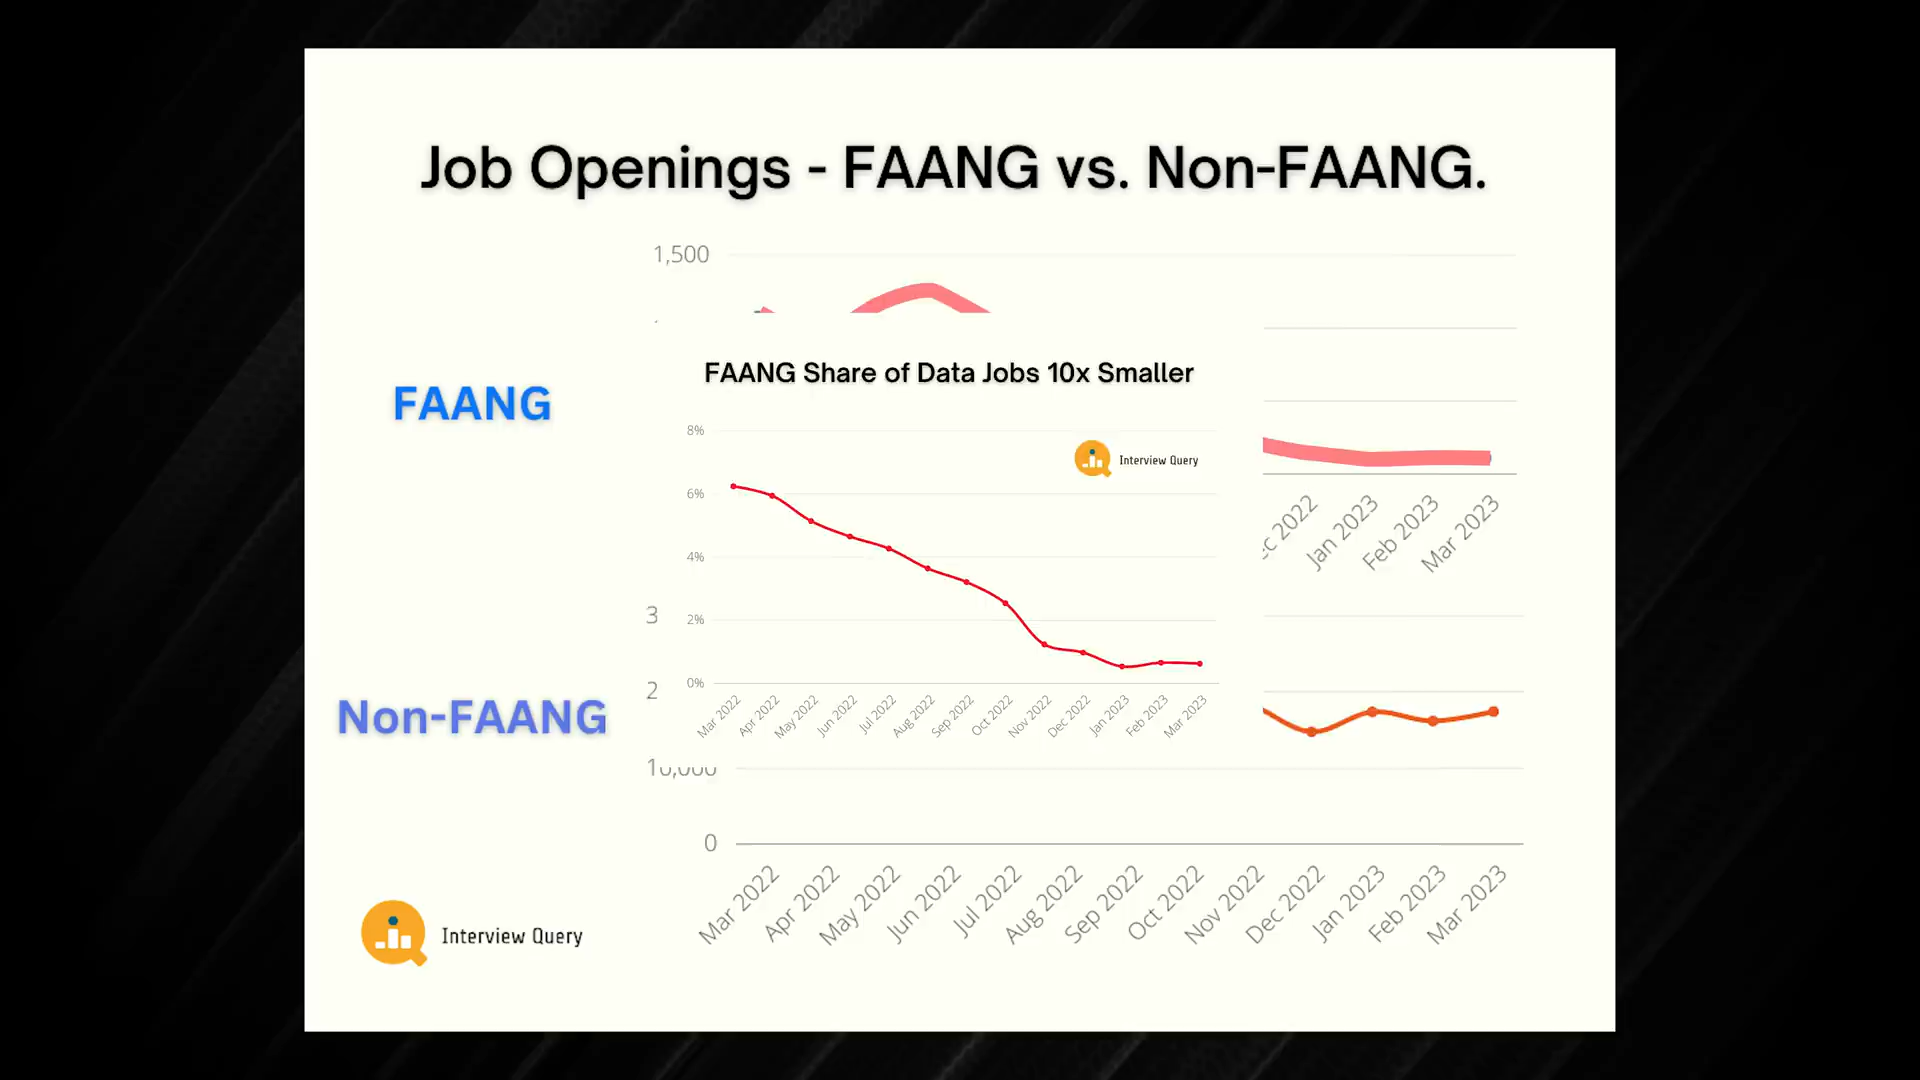 Job Openings - FAANG vs. Non-FAANG.
1,500
FAANG
FAANG Share of Data Jobs 10x Smaller
8%
Interview Query
6%
4%
2%
0%
Mar 2022
Apr 2022
May 2022
Jun 2022
Jul 2022
Aug 2022
Sep 2022
Oct 2022
Nov 2022
Dec 2022
Jan 2023
Feb 2023
Mar 2023
2022
Jan 2023
Feb 2023
Mar 2023
Non-FAANG
3
2
10,000
0
Mar 2022
Apr 2022
May 2022
Jun 2022
Jul 2022
Aug 2022
Sep 2022
Oct 2022
Nov 2022
Dec 2022
Jan 2023
Feb 2023
Mar 2023
Interview Query